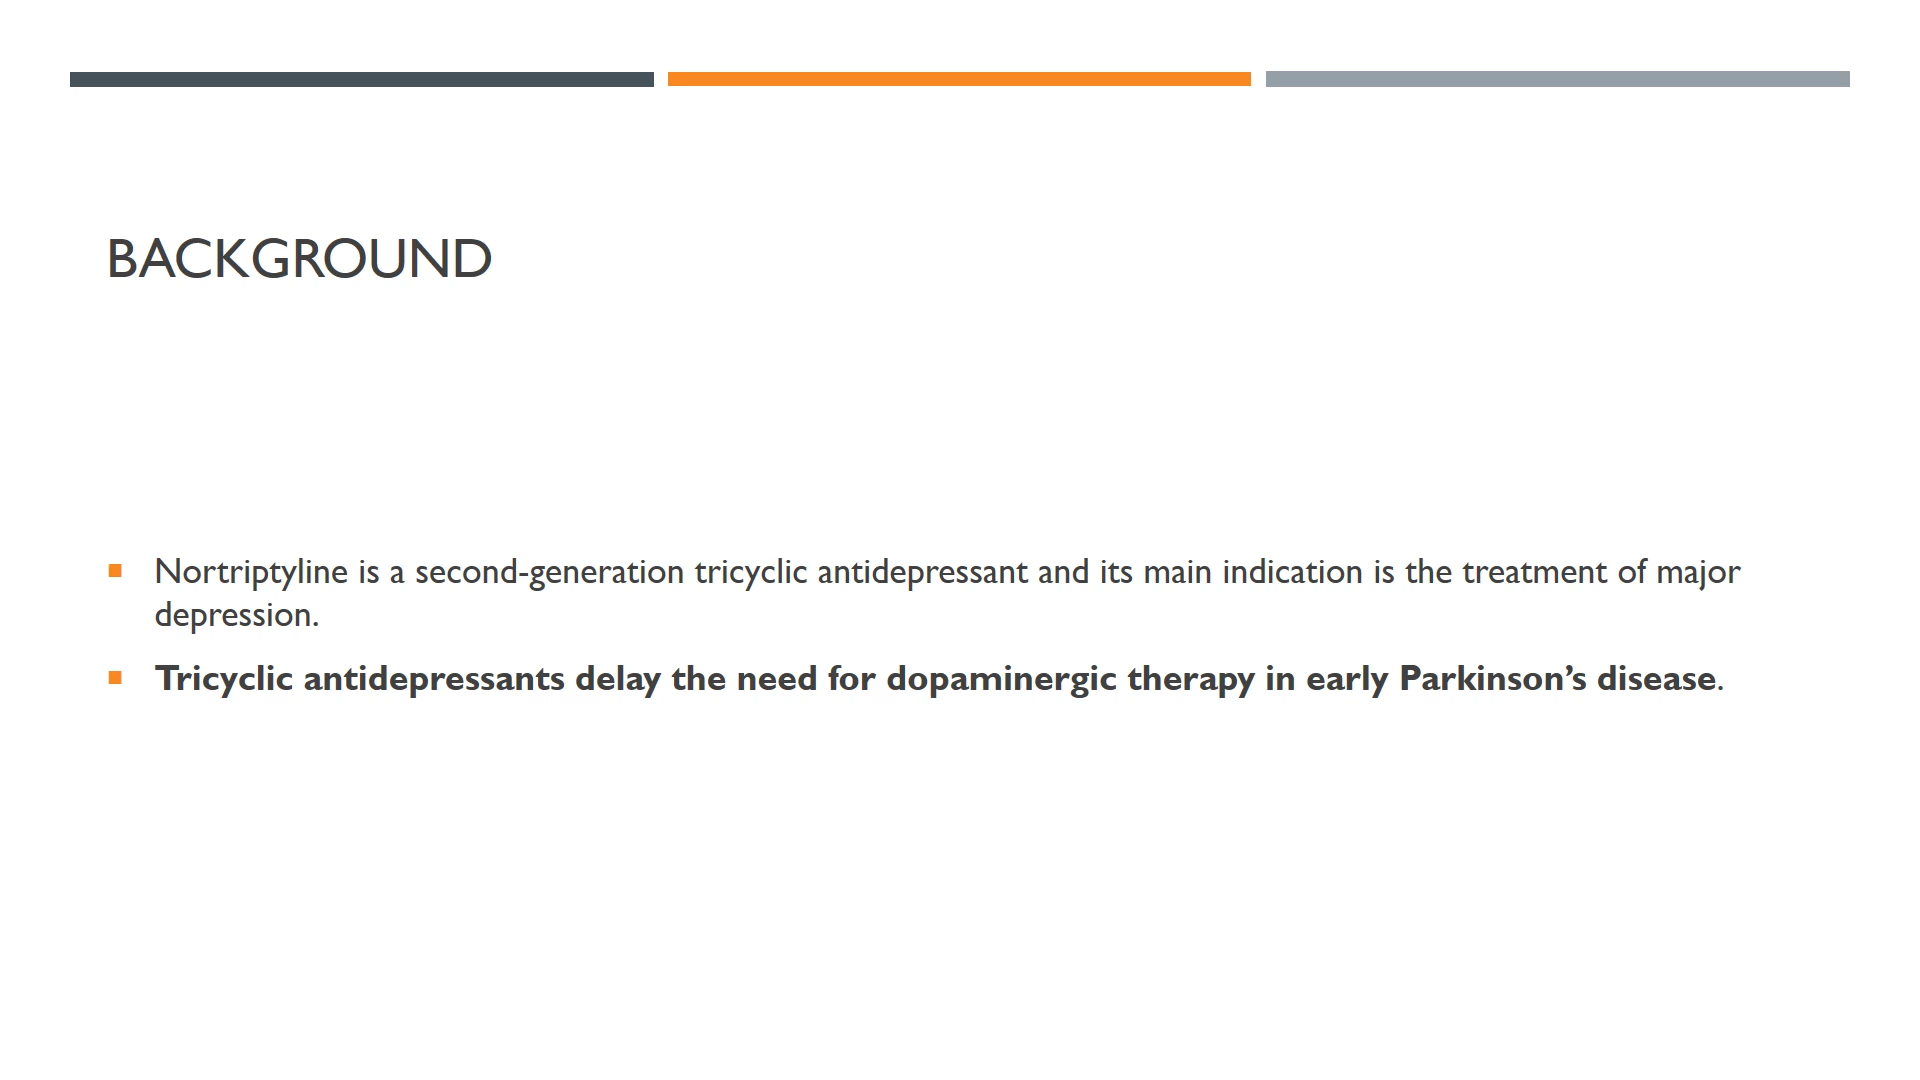 BACKGROUND
Nortriptyline is a second-generation tricyclic antidepressant and its main indication is the treatment of major
depression.
Tricyclic antidepressants delay the need for dopaminergic therapy in early Parkinson’s disease.